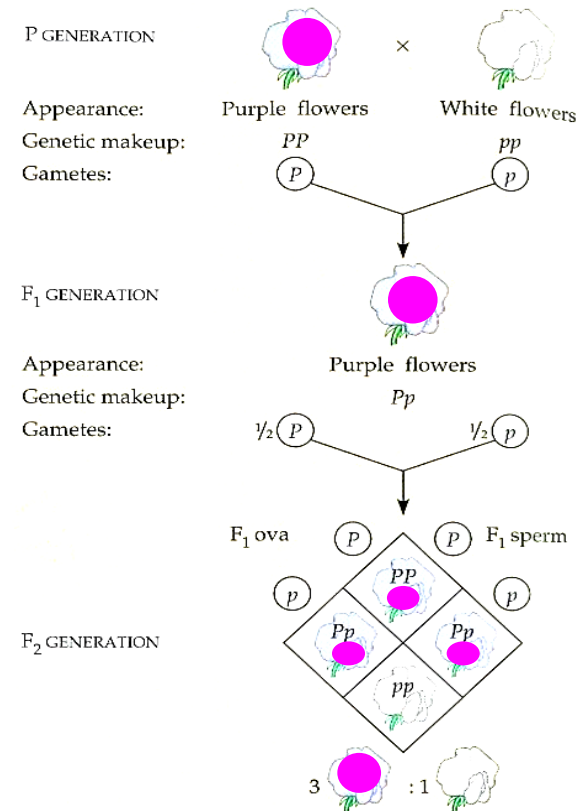 P GENERATION
×
Appearance: Purple flowers White flowers
Genetic makeup: PP pp
Gametes: P p
F₁ GENERATION
Appearance: Purple flowers
Genetic makeup: Pp
Gametes: ½ P ½ p
F₁ ova P P F₁ sperm
p PP p
Pp Pp
F₂ GENERATION
pp
3 : 1